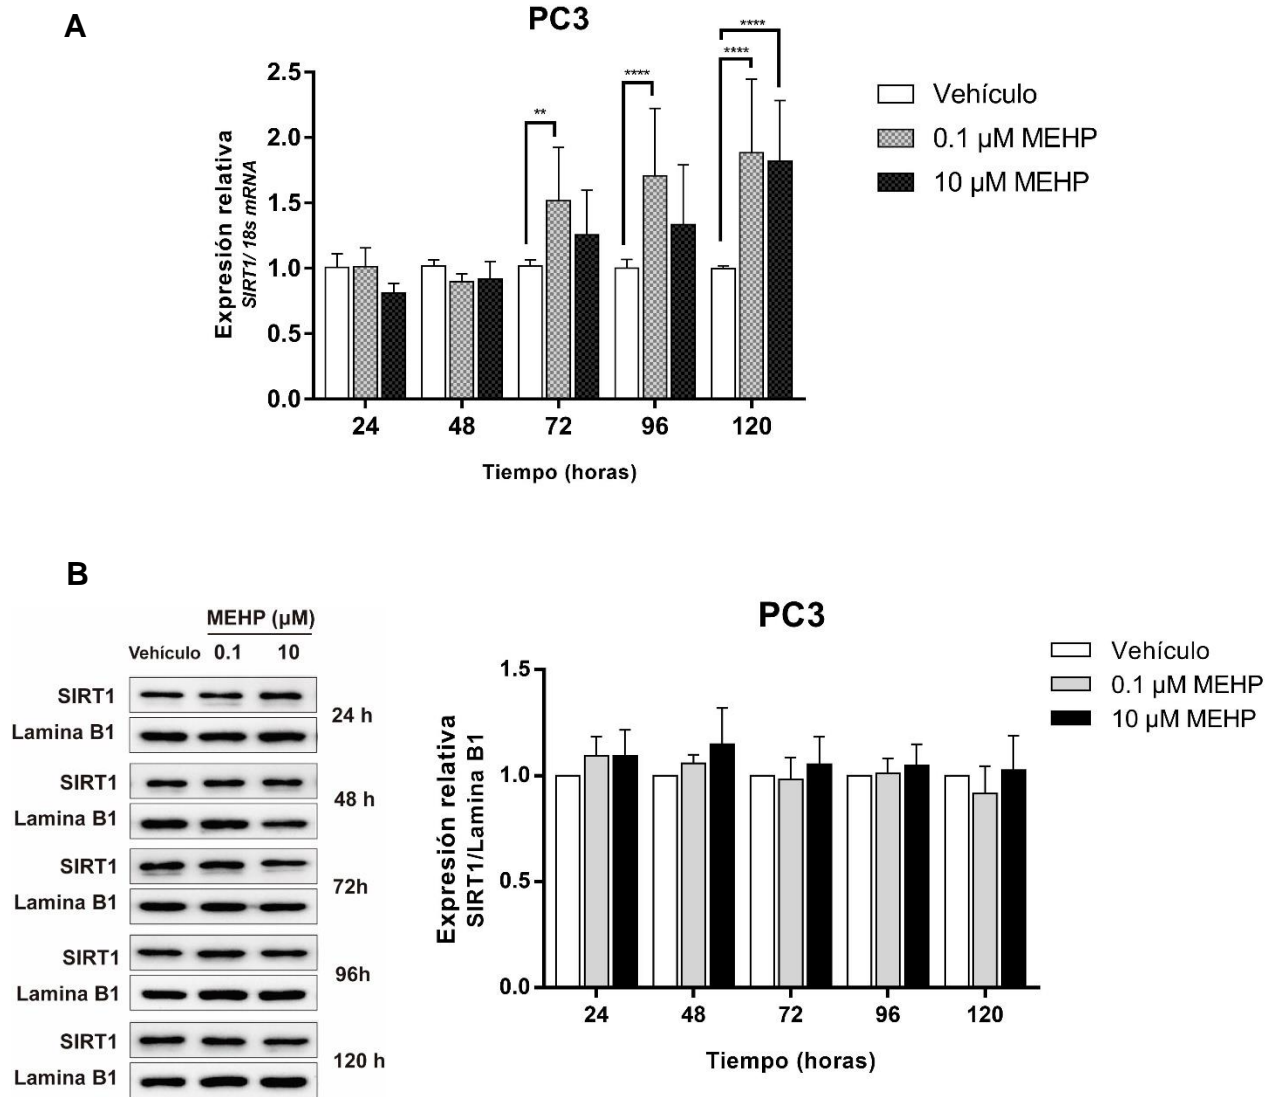 A
PC3
**
****
****
****
Expresión relativa
SIRT1/ 18s mRNA
2.5
2.0
1.5
1.0
0.5
0.0
24 48 72 96 120
Tiempo (horas)
Vehículo
0.1 µM MEHP
10 µM MEHP
B
MEHP (µM)
Vehículo 0.1 10
SIRT1
Lamina B1
24 h
SIRT1
Lamina B1
48 h
SIRT1
Lamina B1
72h
SIRT1
Lamina B1
96h
SIRT1
Lamina B1
120 h
PC3
Expresión relativa
SIRT1/Lamina B1
1.5
1.0
0.5
0.0
24 48 72 96 120
Tiempo (horas)
Vehículo
0.1 µM MEHP
10 µM MEHP